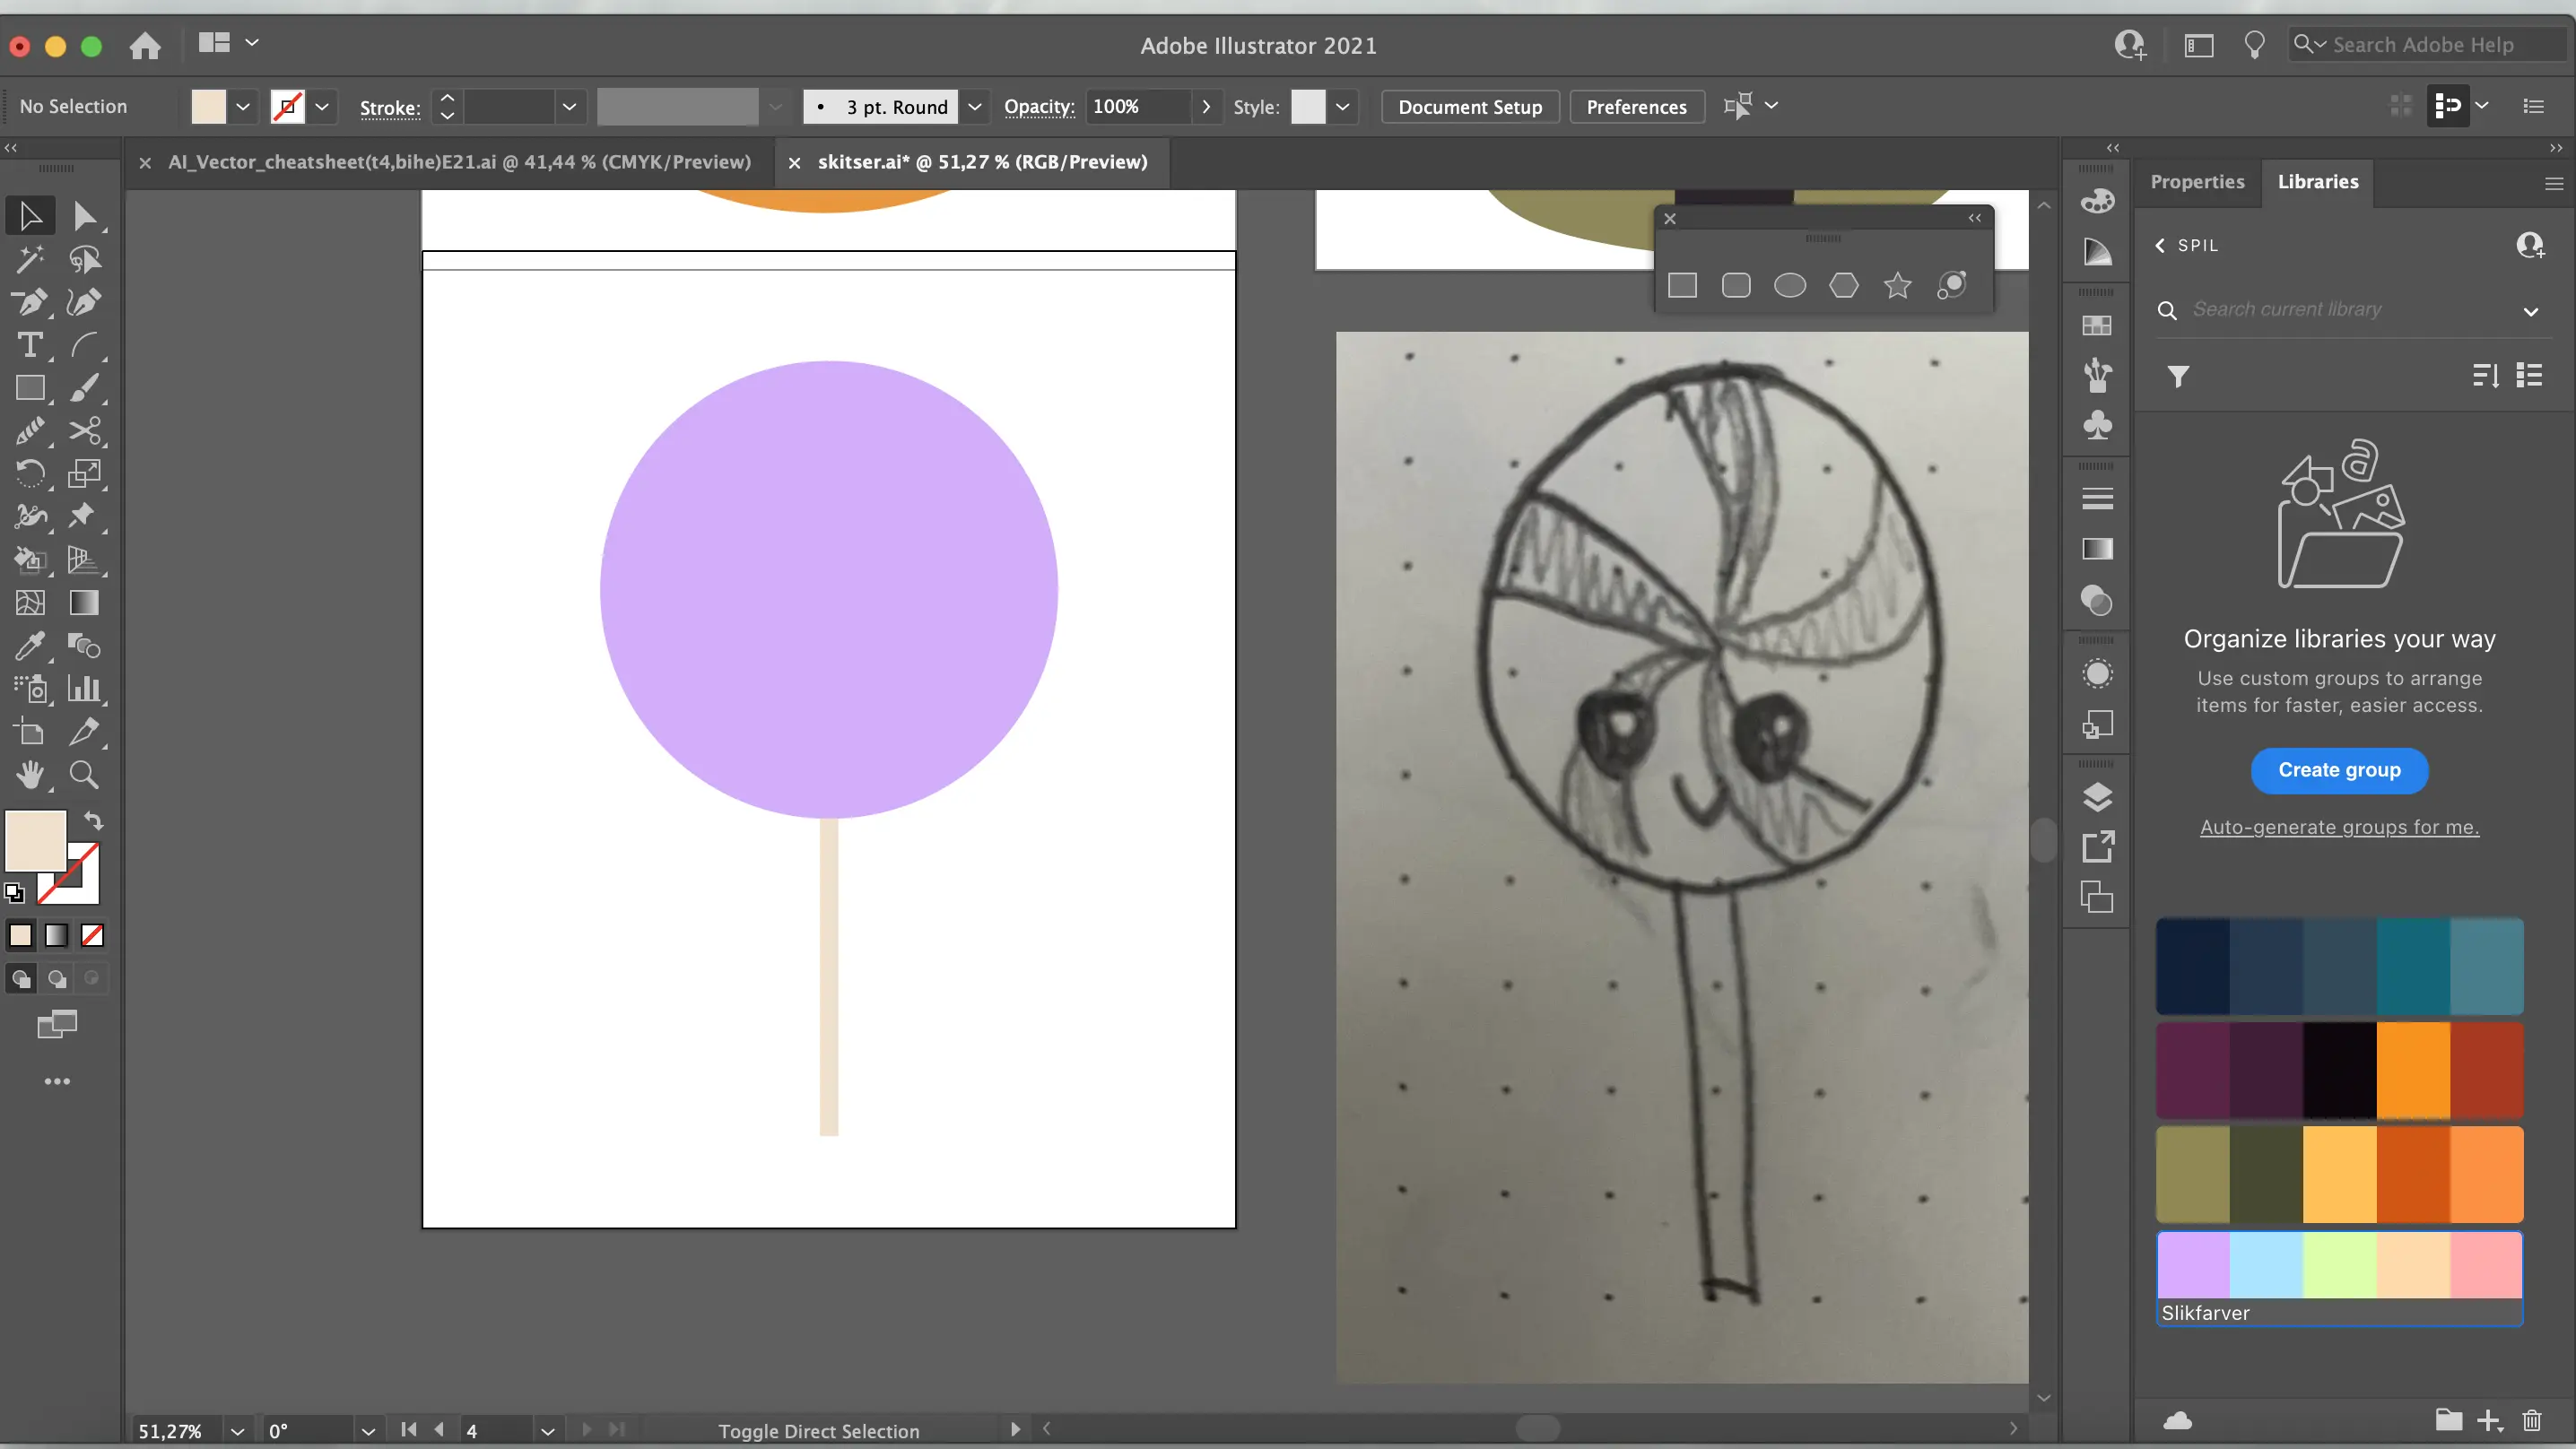 Adobe Illustrator 2021
Search Adobe Help
No Selection
Stroke:
3 pt. Round
Opacity:
100%
Style:
Document Setup
Preferences
AI_Vector_cheatsheet(t4,bihe)E21.ai @ 41,44 % (CMYK/Preview)
skitser.ai* @ 51,27 % (RGB/Preview)
Properties
Libraries
SPIL
Search current library
Organize libraries your way
Use custom groups to arrange
items for faster, easier access.
Create group
Auto-generate groups for me.
Slikfarver
51,27%
0°
4
Toggle Direct Selection